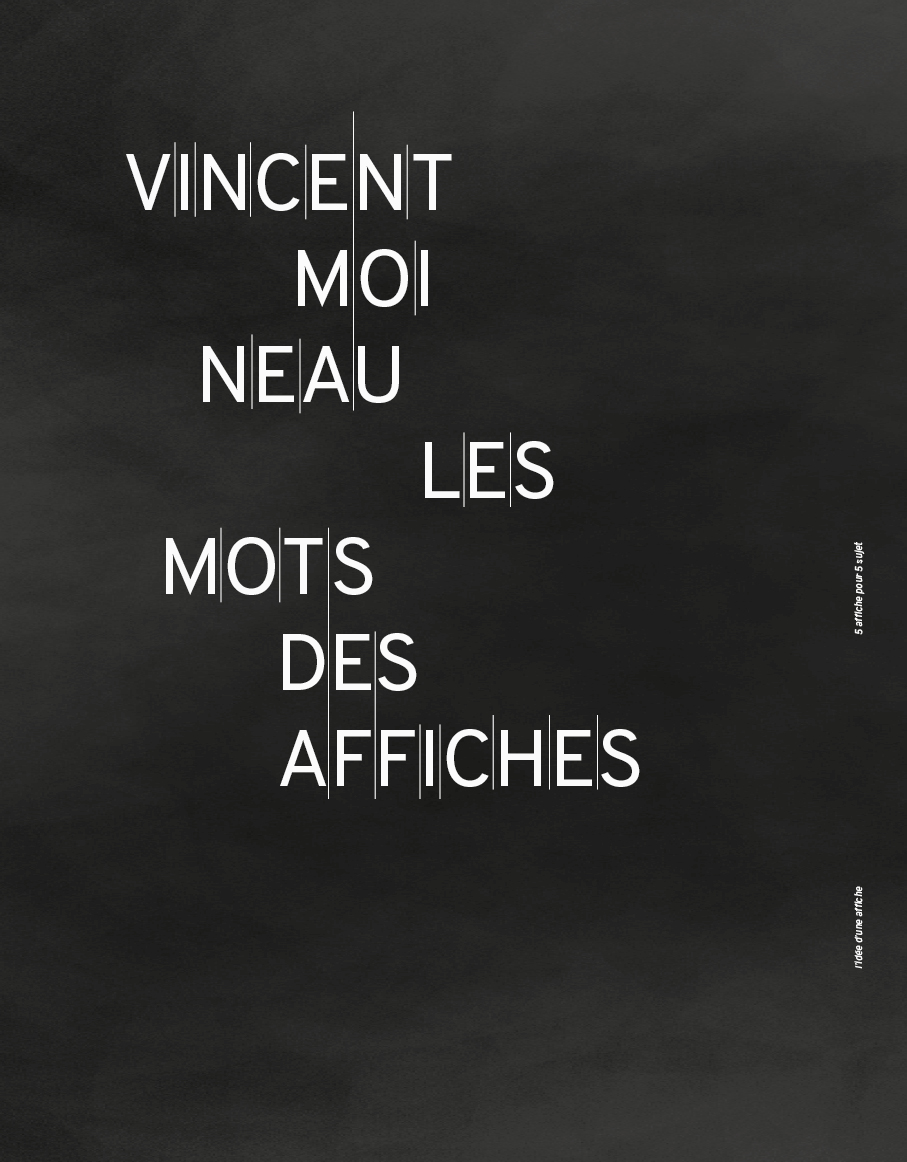 VINCENT
MOI
NEAU
LES
MOTS
DES
AFFICHES
5 affiche pour 5 sujet
l'idée d'une affiche